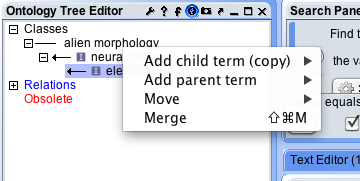 Ontology Tree Editor
Search Pane
Classes
alien morphology
neura
ele
Relations
Obsolete
Add child term (copy)
Add parent term
Move
Merge ⇧⌘M
Find t
the va
equals
Text Editor (1